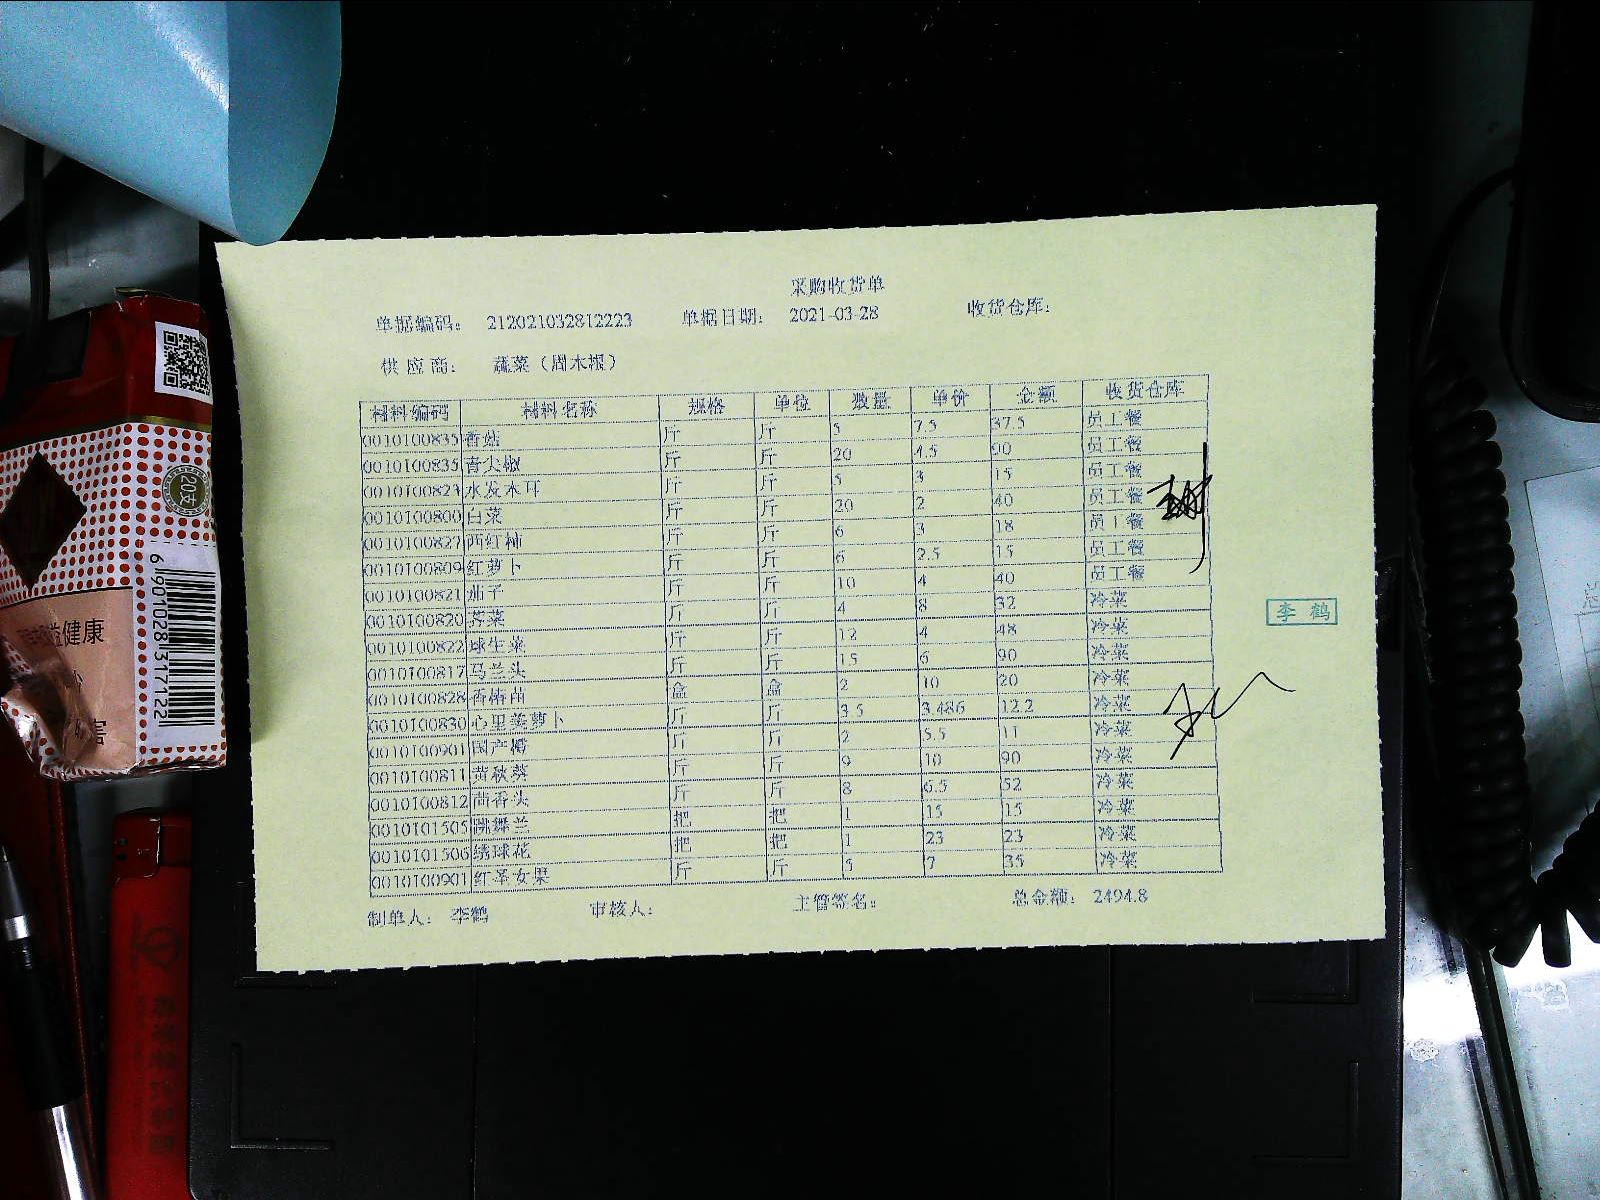 采购收货单
单据编码： 212021032812223 单据日期： 2021-03-28 收货仓库：
供应商： 蔬菜（周木根）
材料编码 材料名称 规格 单位 数量 单价 金额 收货仓库
0010100835 香菇 斤 斤 5 7.5 37.5 员工餐
0010100835 青尖椒 斤 斤 20 4.5 90 员工餐
0010100823 水发木耳 斤 斤 5 3 15 员工餐
0010100800 白菜 斤 斤 20 2 40 员工餐
0010100827 西红柿 斤 斤 6 3 18 员工餐
0010100809 红萝卜 斤 斤 6 2.5 15 员工餐
0010100821 茄子 斤 斤 10 4 40 员工餐
0010100820 荠菜 斤 斤 4 8 32 冷菜
0010100822 球生菜 斤 斤 12 4 48 冷菜
0010100817 马兰头 斤 斤 15 6 90 冷菜
0010100828 香椿苗 盒 盒 2 10 20 冷菜
0010100830 心里美萝卜 斤 斤 3.5 3.486 12.2 冷菜
0010100901 国产橙 斤 斤 2 5.5 11 冷菜
0010100811 黄秋葵 斤 斤 9 10 90 冷菜
0010100812 茴香头 斤 斤 8 6.5 52 冷菜
0010101505 跳舞兰 把 把 1 15 15 冷菜
0010101506 绣球花 把 把 1 23 23 冷菜
0010100901 红圣女果 斤 斤 5 7 35 冷菜
制单人： 李鹤 审核人： 主管签名： 总金额： 2494.8
李鹤
20支
益健康
6 901028 317122